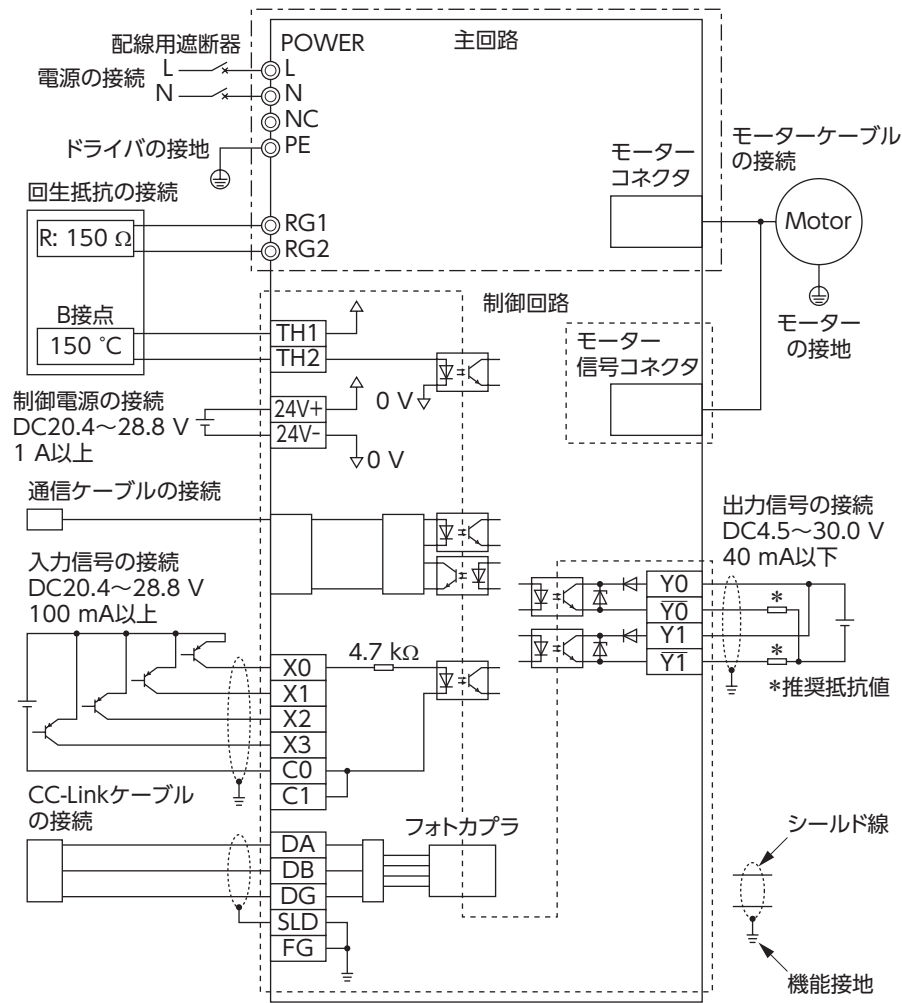 配線用遮断器
POWER
主回路
電源の接続
L
L
N
N
NC
ドライバの接地
PE
モーター
コネクタ
モーターケーブル
の接続
Motor
モーター
の接地
回生抵抗の接続
R: 150 Ω
RG1
RG2
B接点
150 ℃
制御回路
TH1
TH2
モーター
信号コネクタ
0 V
制御電源の接続
DC20.4～28.8 V
1 A以上
24V+
24V-
0 V
通信ケーブルの接続
出力信号の接続
DC4.5～30.0 V
40 mA以下
入力信号の接続
DC20.4～28.8 V
100 mA以上
Y0
Y0̅
Y1
Y1̅
*
*
*推奨抵抗値
4.7 kΩ
X0
X1
X2
X3
C0
C1
CC-Linkケーブル
の接続
フォトカプラ
DA
DB
DG
SLD
FG
シールド線
機能接地